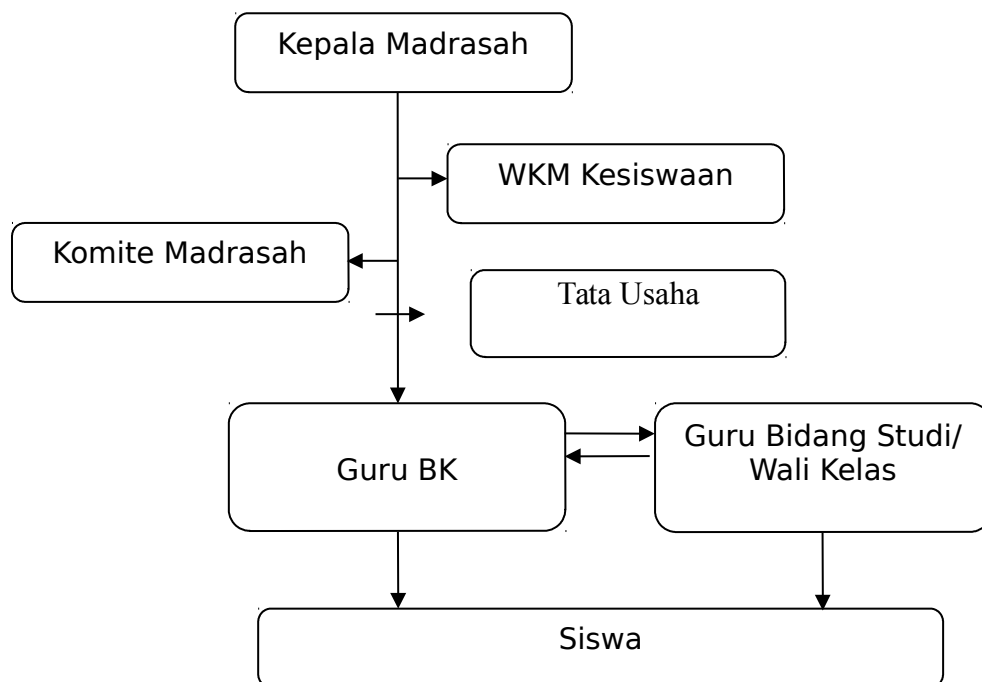 Kepala Madrasah
WKM Kesiswaan
Komite Madrasah
Tata Usaha
Guru BK
Guru Bidang Studi/
Wali Kelas
Siswa